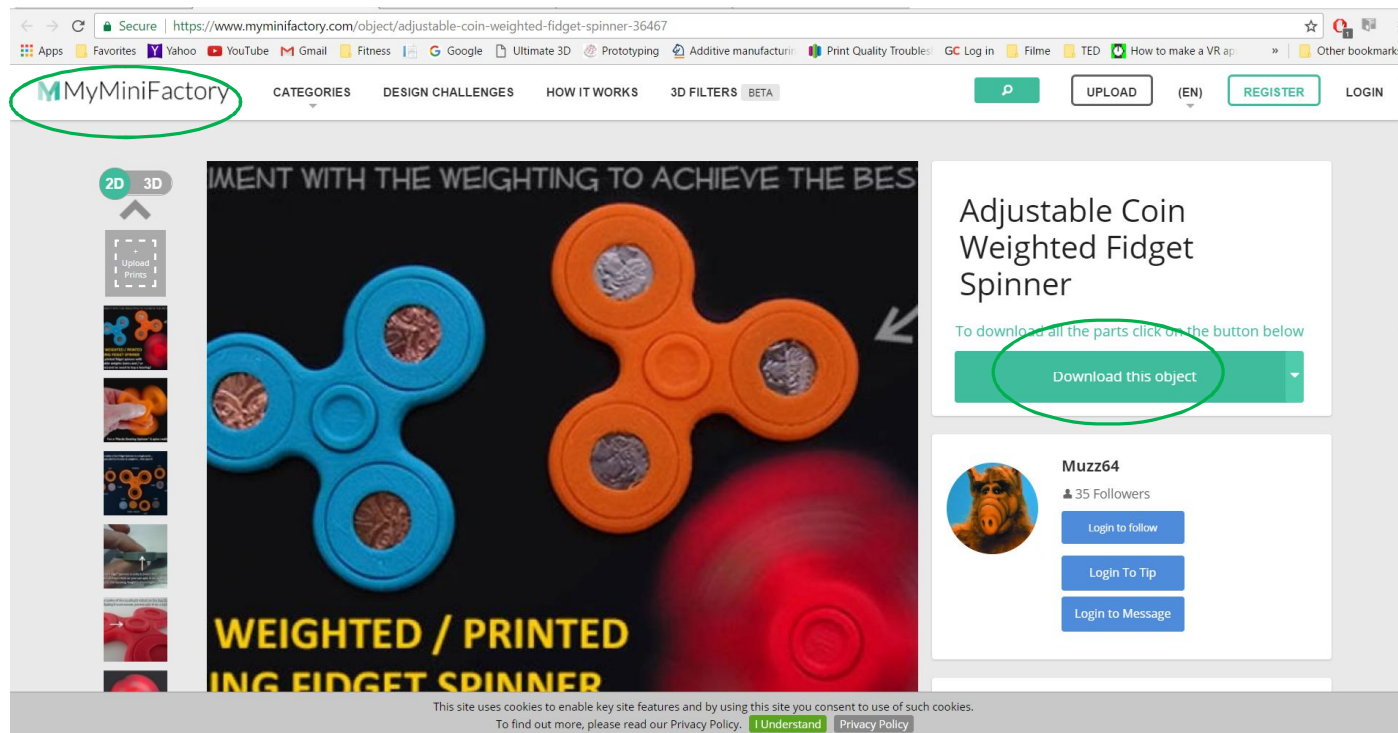 Secure | https://www.myminifactory.com/object/adjustable-coin-weighted-fidget-spinner-36467
Apps Favorites Yahoo YouTube Gmail Fitness Google Ultimate 3D Prototyping Additive manufacturin Print Quality Troubles GC Log in Filme TED How to make a VR ap » Other bookmarks
MyMiniFactory CATEGORIES DESIGN CHALLENGES HOW IT WORKS 3D FILTERS BETA UPLOAD (EN) REGISTER LOGIN
2D 3D
+
Upload
Prints
IMENT WITH THE WEIGHTING TO ACHIEVE THE BES
WEIGHTED / PRINTED
ING FIDGET SPINNER
Adjustable Coin
Weighted Fidget
Spinner
To download all the parts click on the button below
Download this object
Muzz64
35 Followers
Login to follow
Login To Tip
Login to Message
This site uses cookies to enable key site features and by using this site you consent to use of such cookies.
To find out more, please read our Privacy Policy. I Understand Privacy Policy